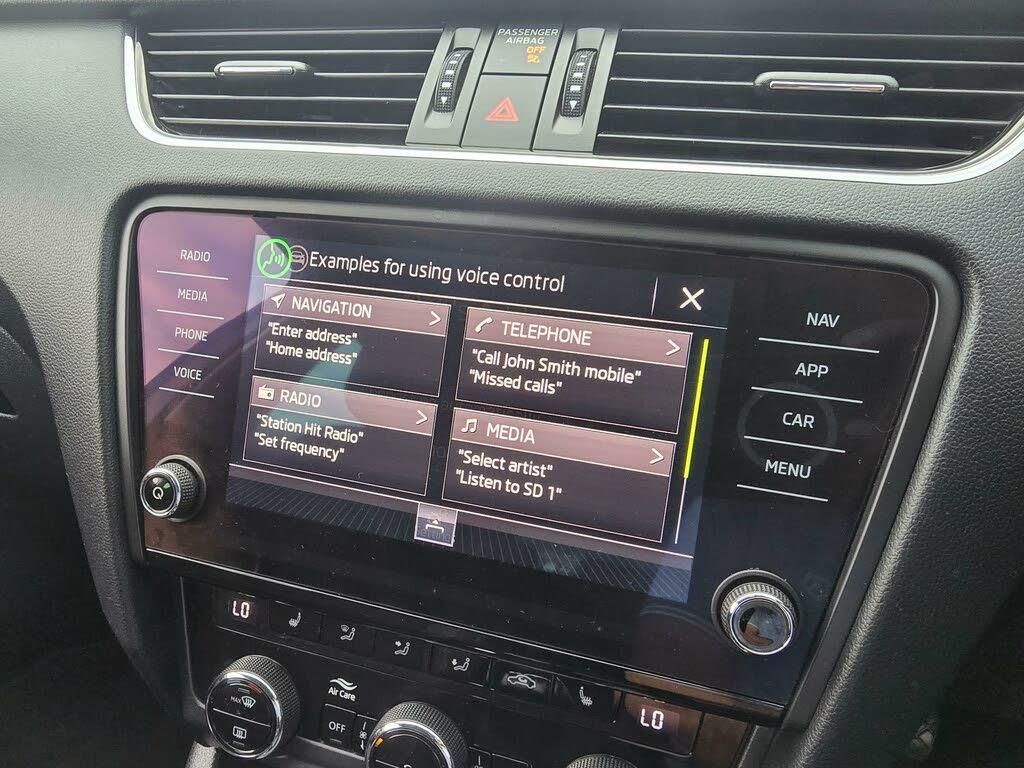 PASSENGER
AIRBAG
OFF
Examples for using voice control
RADIO
MEDIA
PHONE
VOICE
NAVIGATION
"Enter address"
"Home address"
TELEPHONE
"Call John Smith mobile"
"Missed calls"
RADIO
"Station Hit Radio"
"Set frequency"
MEDIA
"Select artist"
"Listen to SD 1"
NAV
APP
CAR
MENU
LO
LO
MAX
Air Care
OFF